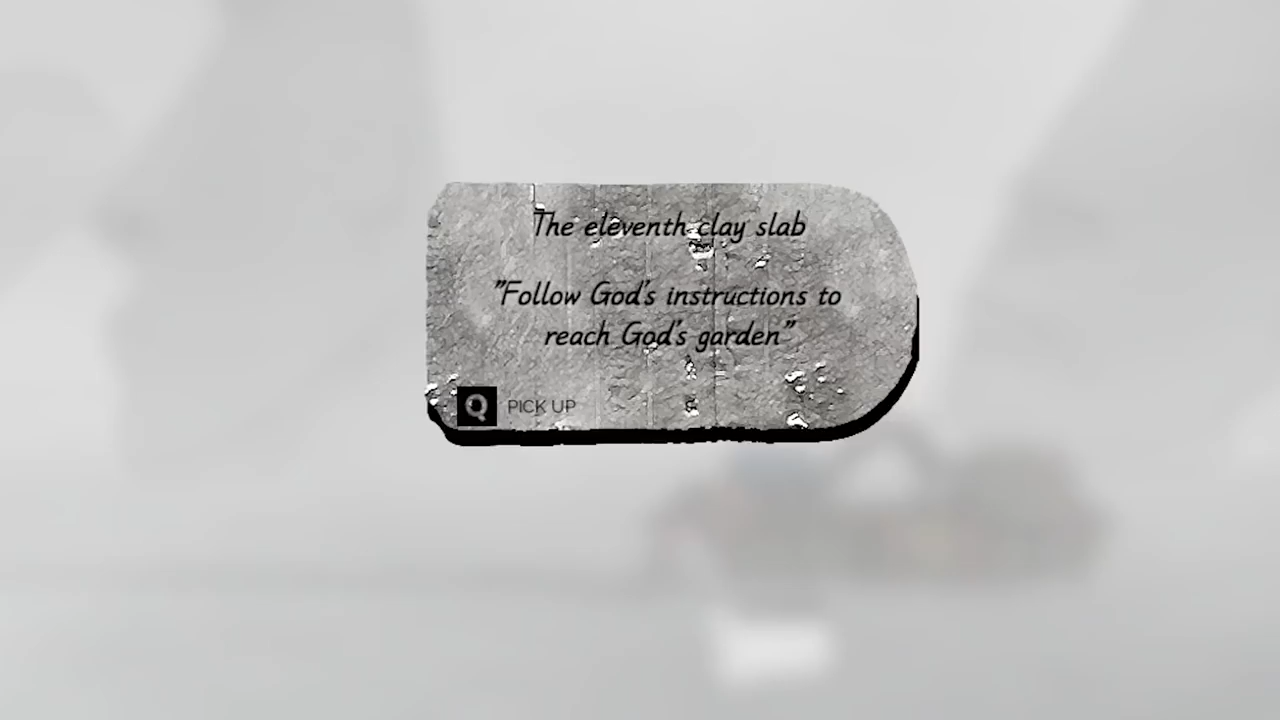 The eleventh clay slab
"Follow God's instructions to
reach God's garden"
Q PICK UP